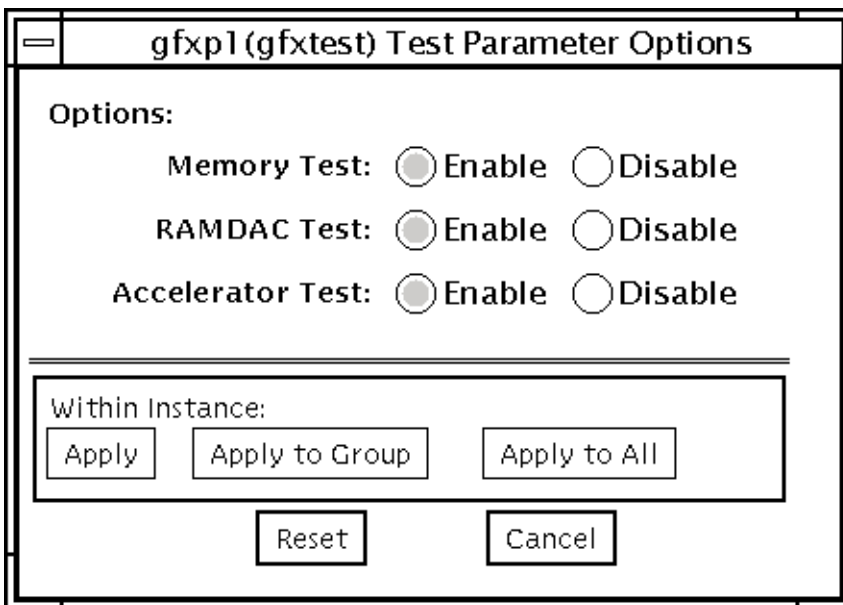 gfxp1(gfxtest) Test Parameter Options
Options:
Memory Test: Enable Disable
RAMDAC Test: Enable Disable
Accelerator Test: Enable Disable
Within Instance:
Apply Apply to Group Apply to All
Reset Cancel